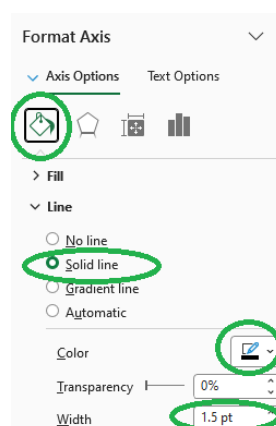 Format Axis
Axis Options Text Options
Fill
Line
No line
Solid line
Gradient line
Automatic
Color
Transparency 0%
Width 1.5 pt